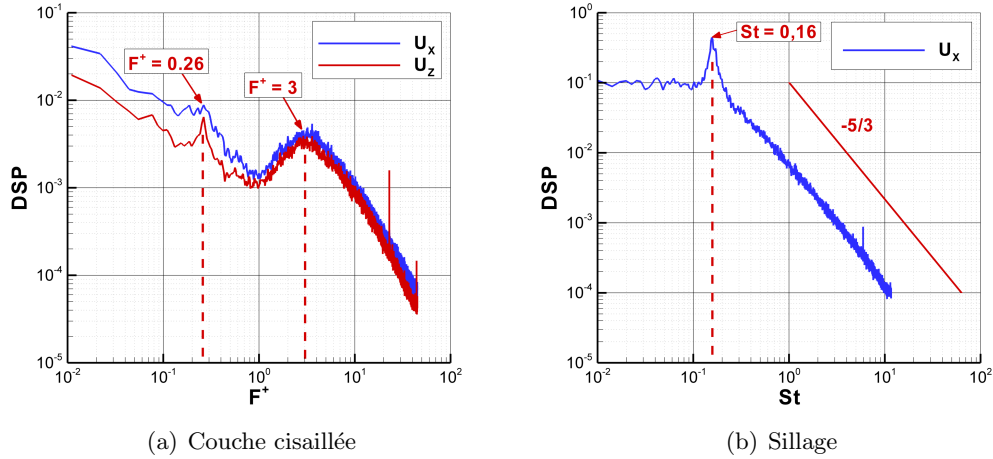 10⁻¹
10⁻²
10⁻³
10⁻⁴
10⁻⁵
DSP
F⁺ = 0.26
F⁺ = 3
U_X
U_Z
10⁻² 10⁻¹ 10⁰ 10¹ 10²
F⁺
(a) Couche cisaillée
10⁰
10⁻¹
10⁻²
10⁻³
10⁻⁴
10⁻⁵
DSP
St = 0,16
U_X
-5/3
10⁻² 10⁻¹ 10⁰ 10¹ 10²
St
(b) Sillage